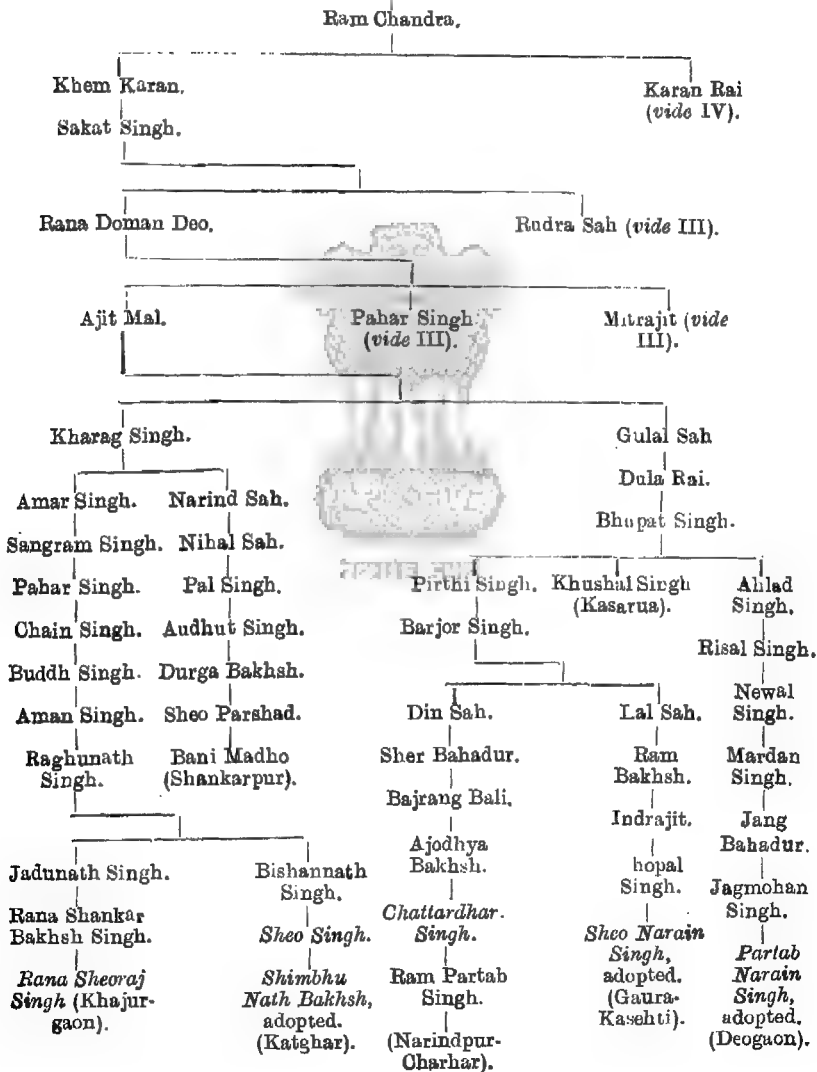 Ram Chandra.
Khem Karan. Karan Rai
(vide IV).
Sakat Singh.
Rana Doman Deo. Rudra Sah (vide III).
Ajit Mal. Pahar Singh Mitrajit (vide
(vide III). III).
Kharag Singh. Gulal Sah
Dula Rai.
Amar Singh. Narind Sah.
Bhupat Singh.
Sangram Singh. Nihal Sah.
Pahar Singh. Pal Singh. Pirthi Singh. Khushal Singh Ahlad
(Kasarua). Singh.
Chain Singh. Audhut Singh. Barjor Singh.
Risal Singh.
Buddh Singh. Durga Bakhsh.
Newal
Aman Singh. Sheo Parshad. Din Sah. Lal Sah. Singh.
Raghunath Bani Madho Sher Bahadur. Ram Mardan
Singh. (Shankarpur). Bakhsh. Singh.
Bajrang Bali.
Indrajit. Jang
Ajodhya Bahadur.
Jadunath Singh. Bishannath Bakhsh. hopal
Singh. Singh. Jagmohan
Rana Shankar Chattardhar Singh.
Bakhsh Singh. Sheo Singh. Singh. Sheo Narain
Singh, Partab
Rana Sheoraj Shimbhu Ram Partab adopted. Narain
Singh (Khajur- Nath Bakhsh, Singh. (Gaura- Singh,
gaon). adopted. Kasehti). adopted.
(Katghar). (Narindpur- (Deogaon).
Charhar).